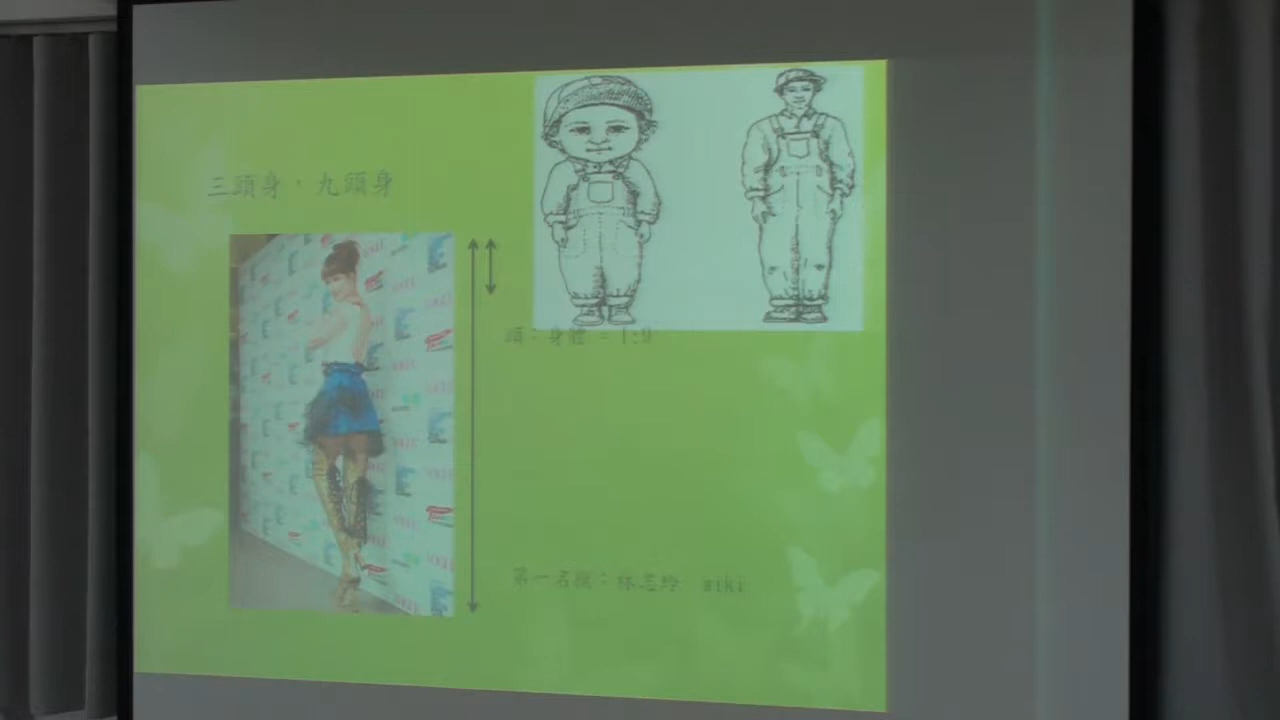 三頭身，九頭身
頭：身體 = 1:9
第一名模：林志玲 wiki